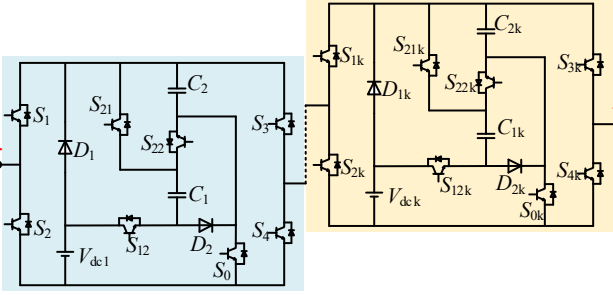 S1
S2
D1
Vdc1
S21
S22
C2
C1
S12
D2
S0
S3
S4
S1k
S2k
D1k
Vdck
S21k
S22k
C2k
C1k
S12k
D2k
S0k
S3k
S4k